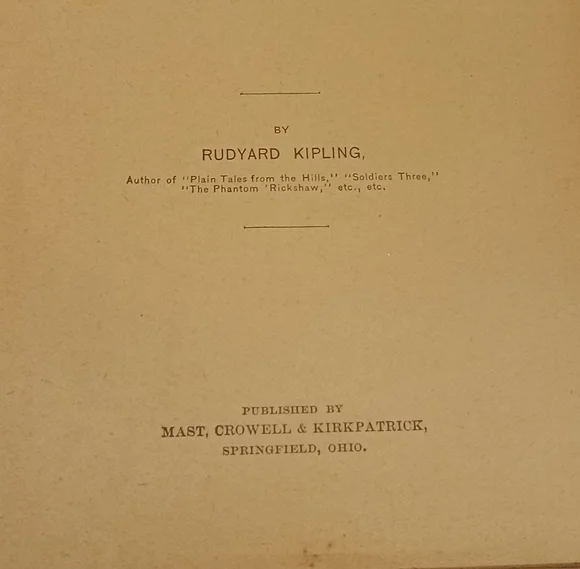 BY
RUDYARD KIPLING,
Author of "Plain Tales from the Hills," "Soldiers Three,"
"The Phantom 'Rickshaw," etc., etc.
PUBLISHED BY
MAST, CROWELL & KIRKPATRICK,
SPRINGFIELD, OHIO.